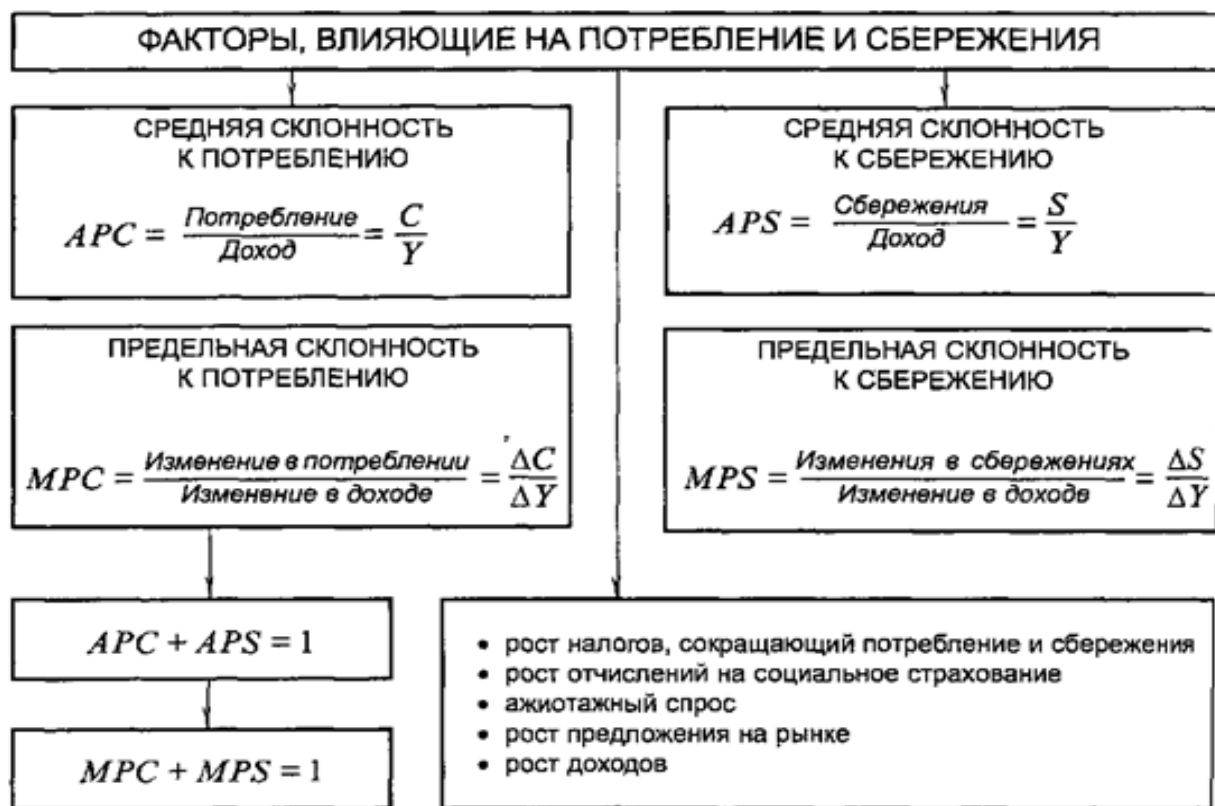 ФАКТОРЫ, ВЛИЯЮЩИЕ НА ПОТРЕБЛЕНИЕ И СБЕРЕЖЕНИЯ
СРЕДНЯЯ СКЛОННОСТЬ
К ПОТРЕБЛЕНИЮ
APC = Потребление / Доход = C / Y
СРЕДНЯЯ СКЛОННОСТЬ
К СБЕРЕЖЕНИЮ
APS = Сбережения / Доход = S / Y
ПРЕДЕЛЬНАЯ СКЛОННОСТЬ
К ПОТРЕБЛЕНИЮ
MPC = Изменение в потреблении / Изменение в доходе = ΔC / ΔY
ПРЕДЕЛЬНАЯ СКЛОННОСТЬ
К СБЕРЕЖЕНИЮ
MPS = Изменения в сбережениях / Изменение в доходе = ΔS / ΔY
APC + APS = 1
MPC + MPS = 1
• рост налогов, сокращающий потребление и сбережения
• рост отчислений на социальное страхование
• ажиотажный спрос
• рост предложения на рынке
• рост доходов